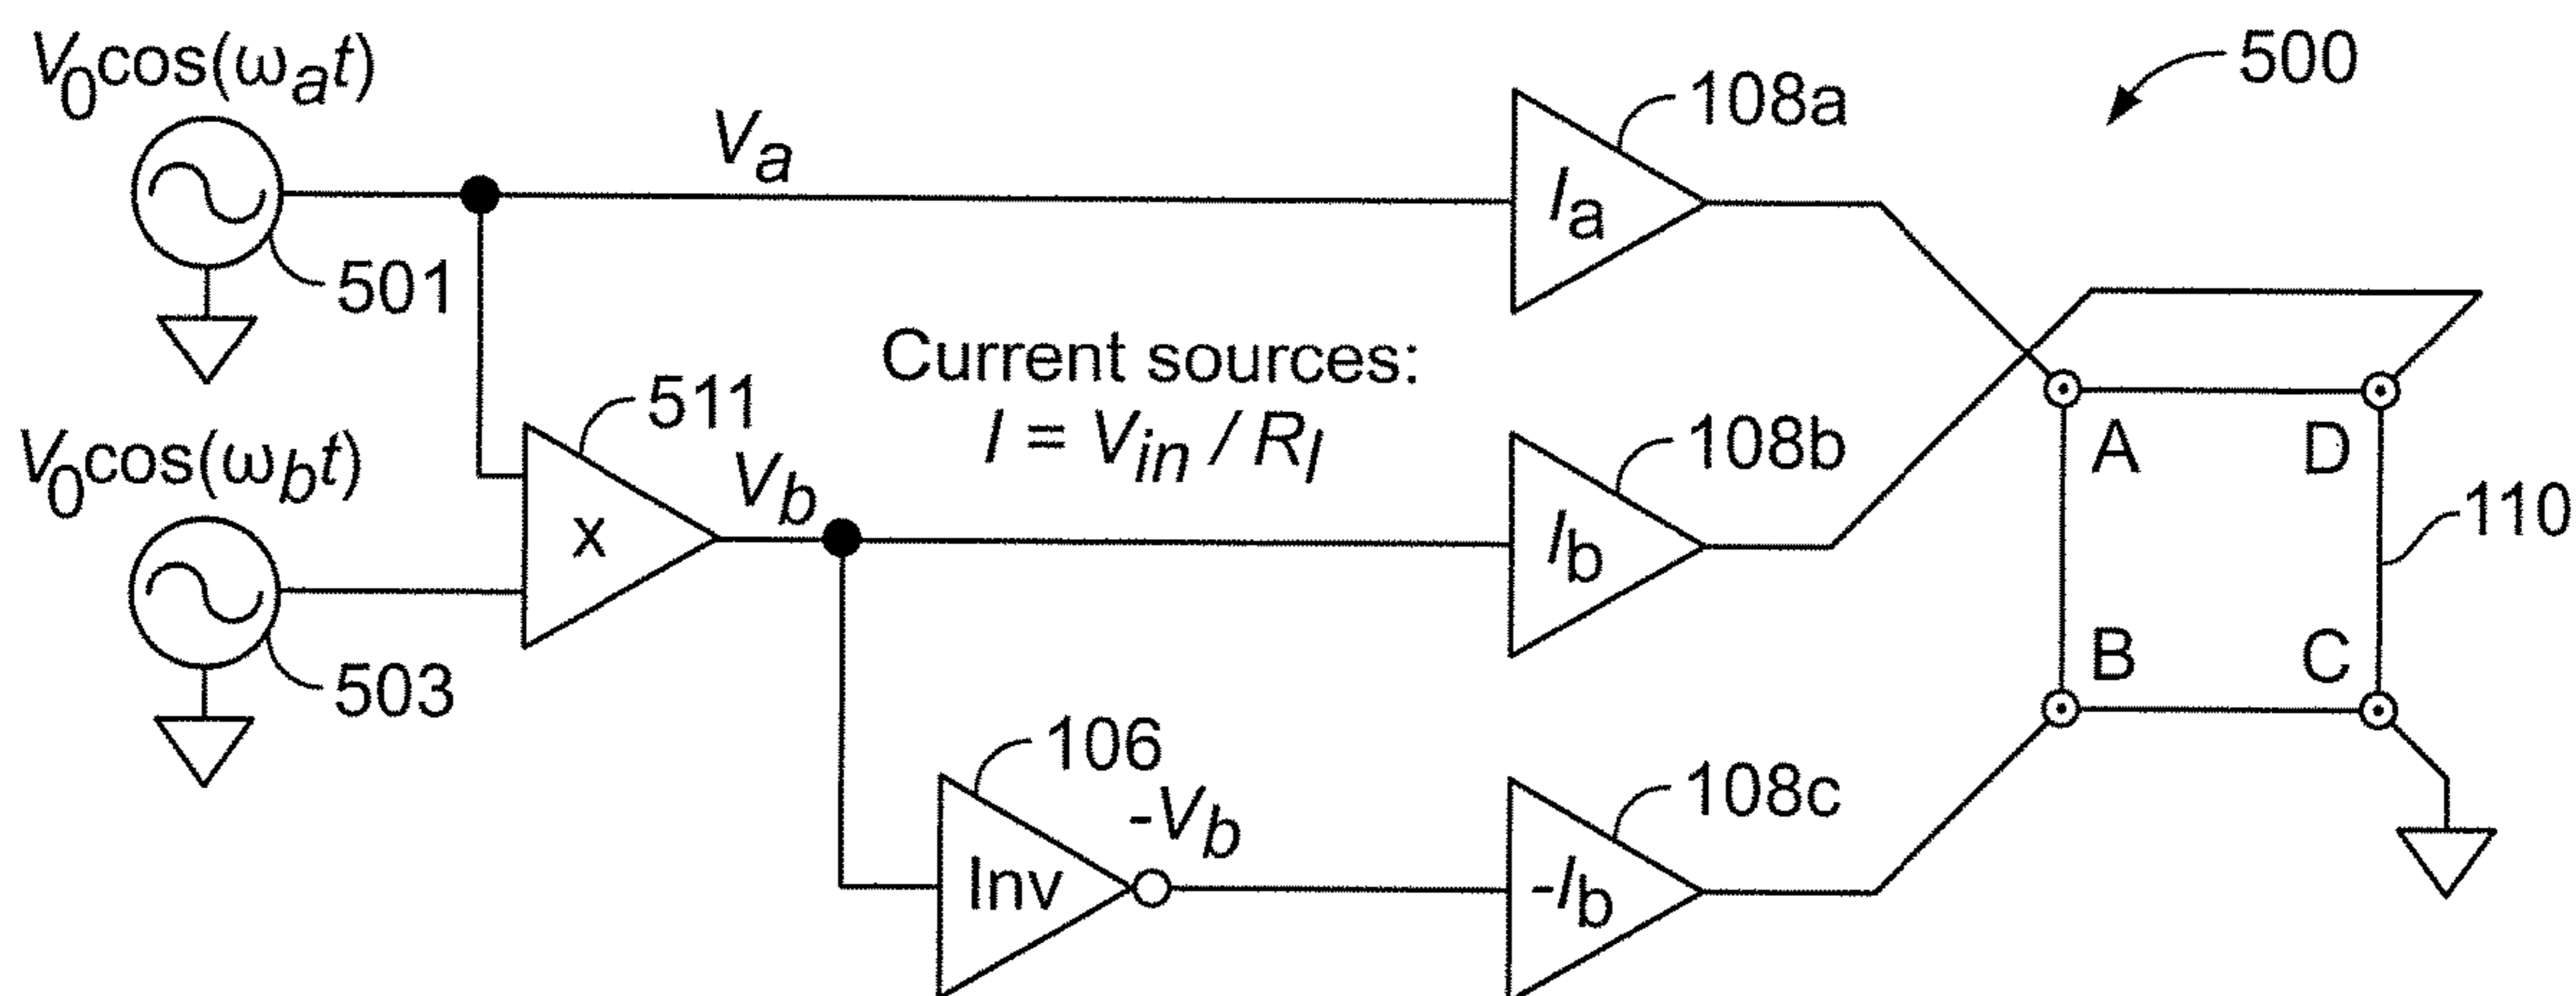 V0cos(ωat)
500
108a
Va
Ia
501
Current sources:
I = Vin / RI
511
V0cos(ωbt)
Vb
108b
A
D
x
Ib
110
503
B
C
106
-Vb
108c
Inv
-Ib